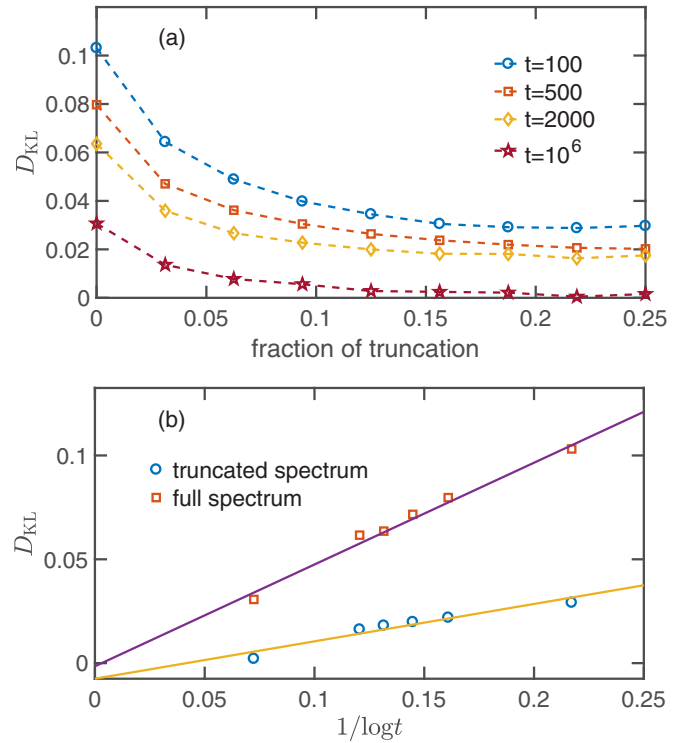 (a)
t=100
t=500
t=2000
t=10^6
D_KL
0.1
0.08
0.06
0.04
0.02
0
0 0.05 0.1 0.15 0.2 0.25
fraction of truncation
(b)
truncated spectrum
full spectrum
D_KL
0.1
0.05
0
0 0.05 0.1 0.15 0.20 0.25
1/logt